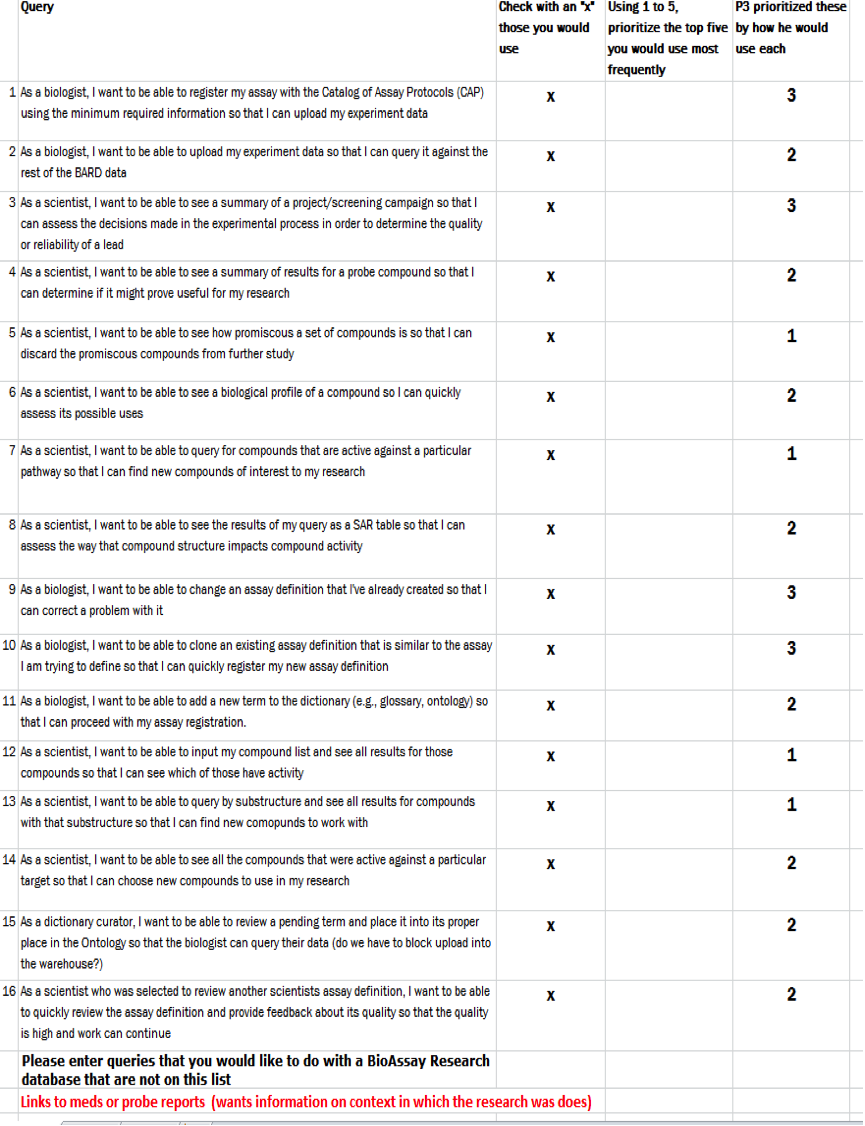 Query
Check with an "x" those you would use
Using 1 to 5, prioritize the top five you would use most frequently
P3 prioritized these by how he would use each
1 As a biologist, I want to be able to register my assay with the Catalog of Assay Protocols (CAP)
using the minimum required information so that I can upload my experiment data
x
3
2 As a biologist, I want to be able to upload my experiment data so that I can query it against the
rest of the BARD data
x
2
3 As a scientist, I want to be able to see a summary of a project/screening campaign so that I
can assess the decisions made in the experimental process in order to determine the quality
or reliability of a lead
x
3
4 As a scientist, I want to be able to see a summary of results for a probe compound so that I
can determine if it might prove useful for my research
x
2
5 As a scientist, I want to be able to see how promiscous a set of compounds is so that I can
discard the promiscous compounds from further study
x
1
6 As a scientist, I want to be able to see a biological profile of a compound so I can quickly
assess its possible uses
x
2
7 As a scientist, I want to be able to query for compounds that are active against a particular
pathway so that I can find new compounds of interest to my research
x
1
8 As a scientist, I want to be able to see the results of my query as a SAR table so that I can
assess the way that compound structure impacts compound activity
x
2
9 As a biologist, I want to be able to change an assay definition that I've already created so that I
can correct a problem with it
x
3
10 As a biologist, I want to be able to clone an existing assay definition that is similar to the assay
I am trying to define so that I can quickly register my new assay definition
x
3
11 As a biologist, I want to be able to add a new term to the dictionary (e.g., glossary, ontology) so
that I can proceed with my assay registration.
x
2
12 As a scientist, I want to be able to input my compound list and see all results for those
compounds so that I can see which of those have activity
x
1
13 As a scientist, I want to be able to query by substructure and see all results for compounds
with that substructure so that I can find new comopunds to work with
x
1
14 As a scientist, I want to be able to see all the compounds that were active against a particular
target so that I can choose new compounds to use in my research
x
2
15 As a dictionary curator, I want to be able to review a pending term and place it into its proper
place in the Ontology so that the biologist can query their data (do we have to block upload into
the warehouse?)
x
2
16 As a scientist who was selected to review another scientists assay definition, I want to be able
to quickly review the assay definition and provide feedback about its quality so that the quality
is high and work can continue
x
2
Please enter queries that you would like to do with a BioAssay Research
database that are not on this list
Links to meds or probe reports (wants information on context in which the research was does)